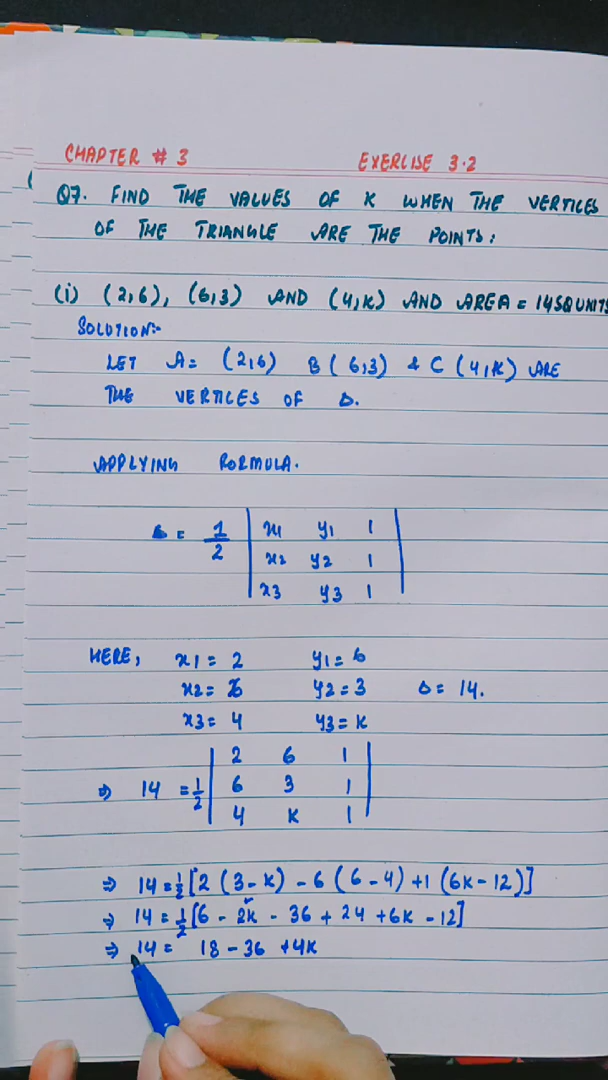 CHAPTER # 3 EXERCISE 3.2
Q7. FIND THE VALUES OF K WHEN THE VERTICES
OF THE TRIANGLE ARE THE POINTS:
(i) (2,6), (6,3) AND (4,K) AND AREA = 14SQUNITS
SOLUTION:-
LET A= (2,6) B (6,3) & C (4,K) ARE
THE VERTICES OF Δ.
APPLYING FORMULA.
Δ = 1/2 | x1 y1 1
x2 y2 1
x3 y3 1 |
HERE, x1 = 2 y1 = 6
x2 = 6 y2 = 3 Δ = 14.
x3 = 4 y3 = K
⇒ 14 = 1/2 | 2 6 1
6 3 1
4 K 1 |
⇒ 14 = 1/2 [2 (3-K) - 6 (6-4) + 1 (6K-12)]
⇒ 14 = 1/2 [6 - 2K - 36 + 24 + 6K - 12]
⇒ 14 = 18 - 36 + 4K